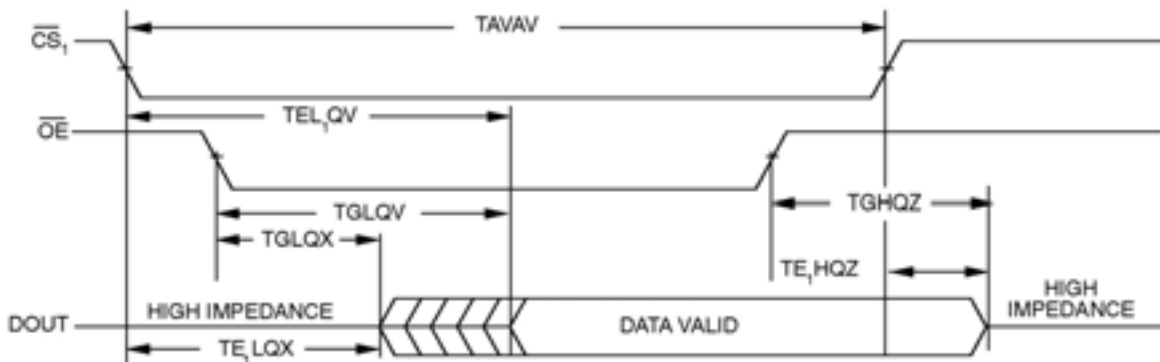 TAVAV
CS₁
TEL₁QV
OE
TGLQV
TGHQZ
TGLQX
TE₁HQZ
HIGH IMPEDANCE
HIGH IMPEDANCE
DOUT
DATA VALID
TE₁LQX